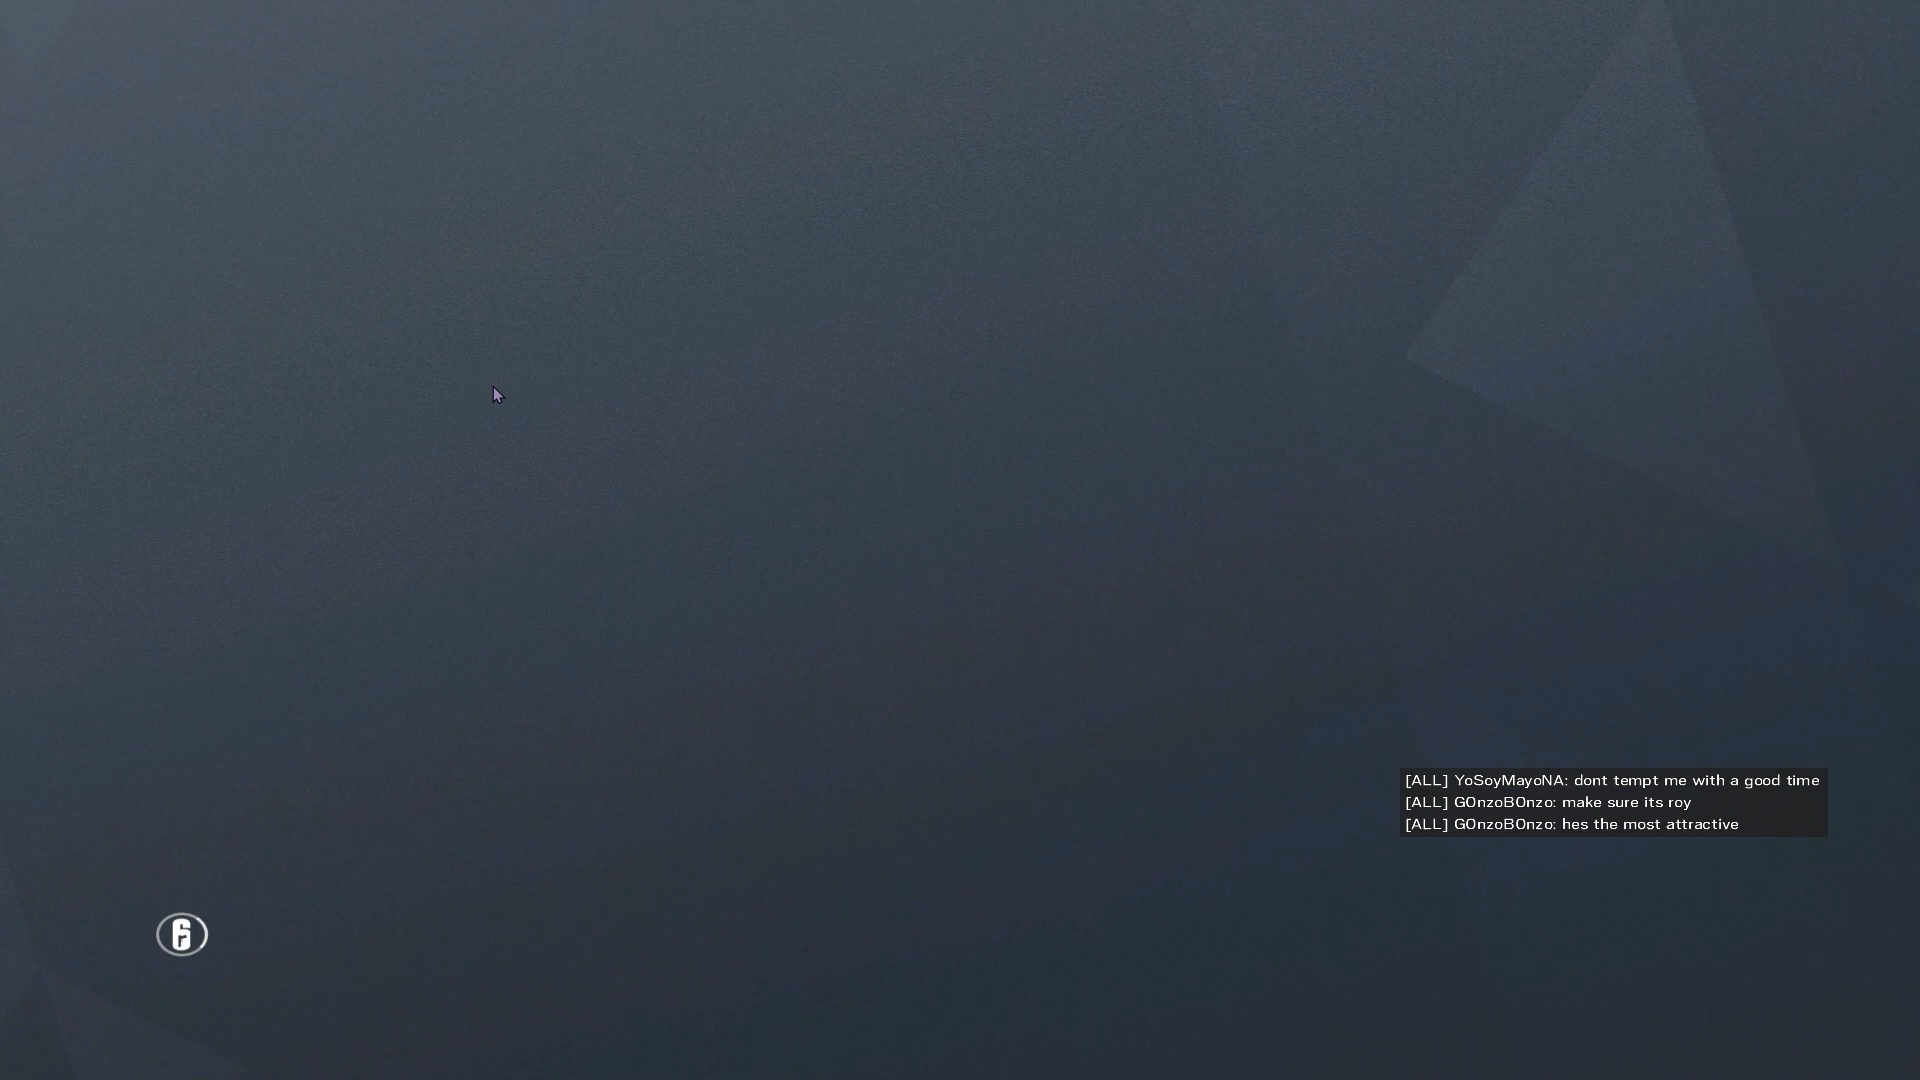 [ALL] YoSoyMayoNA: dont tempt me with a good time
[ALL] G0nzoB0nzo: make sure its roy
[ALL] G0nzoB0nzo: hes the most attractive
6